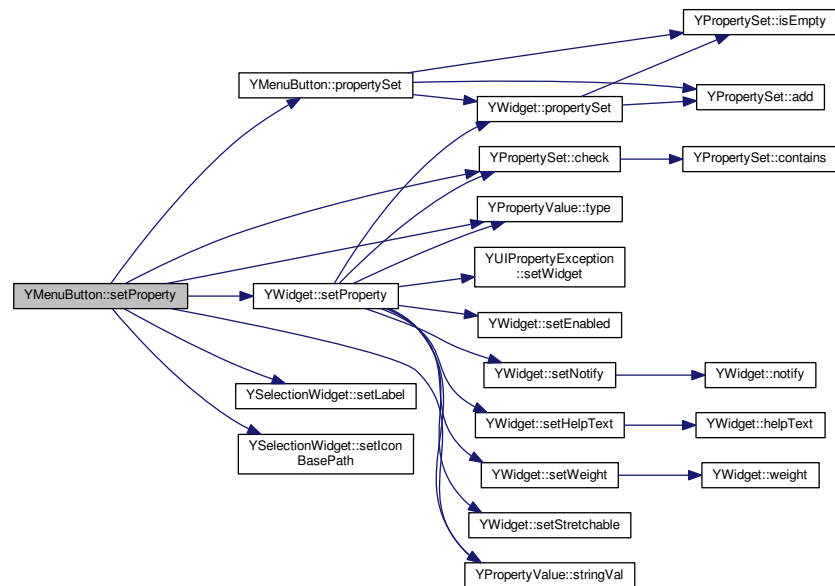 YPropertySet::isEmpty
YMenuButton::propertySet
YPropertySet::add
YWidget::propertySet
YPropertySet::check
YPropertySet::contains
YPropertyValue::type
YUIPropertyException
::setWidget
YMenuButton::setProperty
YWidget::setProperty
YWidget::setEnabled
YWidget::setNotify
YWidget::notify
YSelectionWidget::setLabel
YWidget::setHelpText
YWidget::helpText
YSelectionWidget::setIcon
BasePath
YWidget::setWeight
YWidget::weight
YWidget::setStretchable
YPropertyValue::stringVal